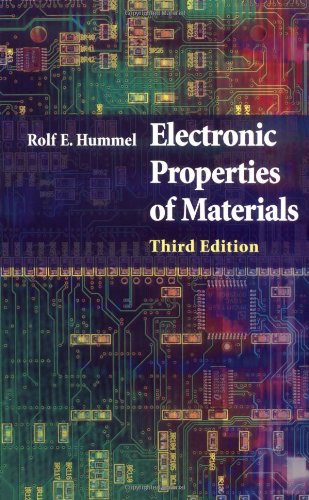 Rolf E. Hummel
Electronic
Properties
of Materials
Third Edition